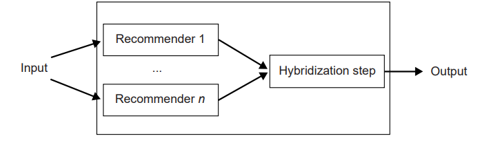 Recommender 1
Input
...
Hybridization step
Output
Recommender n